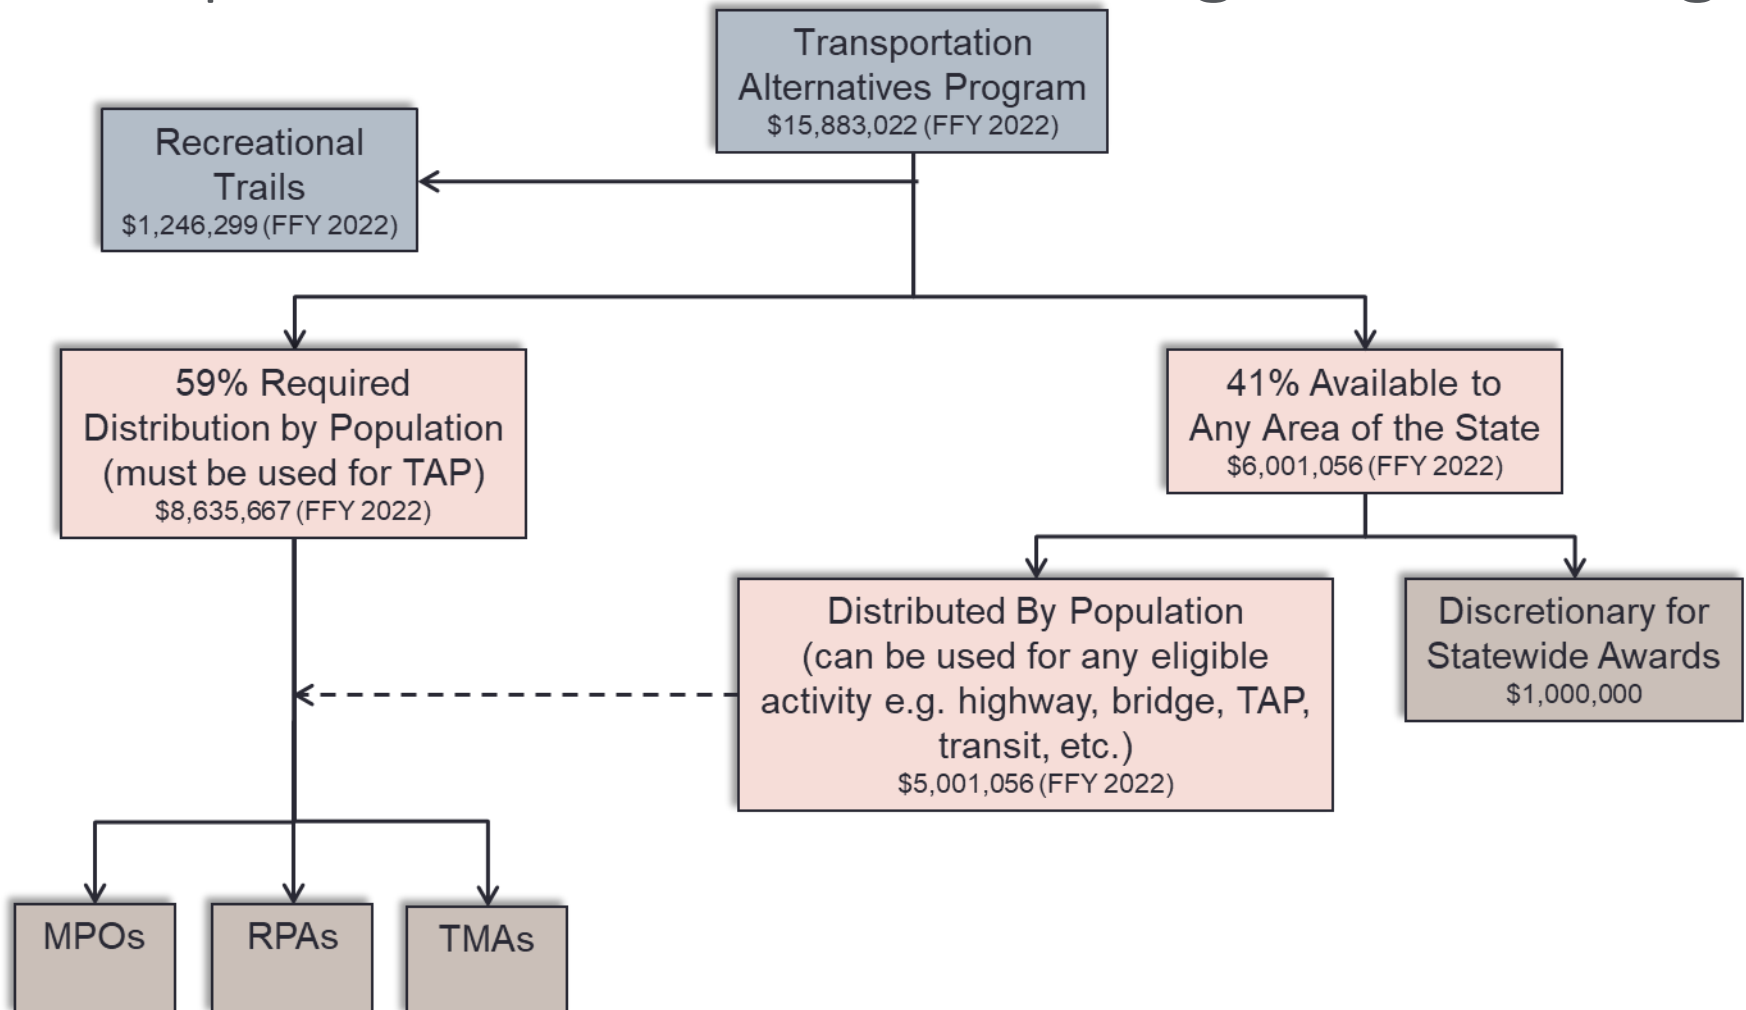 Transportation
Alternatives Program
$15,883,022 (FFY 2022)
Recreational
Trails
$1,246,299 (FFY 2022)
59% Required
Distribution by Population
(must be used for TAP)
$8,635,667 (FFY 2022)
41% Available to
Any Area of the State
$6,001,056 (FFY 2022)
Distributed By Population
(can be used for any eligible
activity e.g. highway, bridge, TAP,
transit, etc.)
$5,001,056 (FFY 2022)
Discretionary for
Statewide Awards
$1,000,000
MPOs
RPAs
TMAs